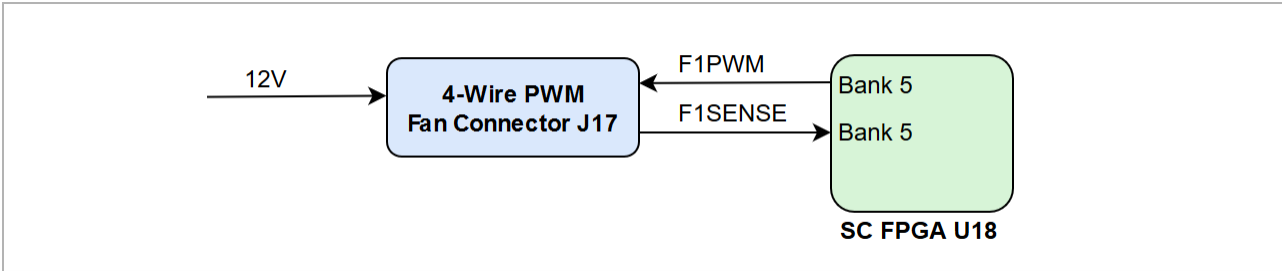 12V
4-Wire PWM
Fan Connector J17
F1PWM
F1SENSE
Bank 5
Bank 5
SC FPGA U18